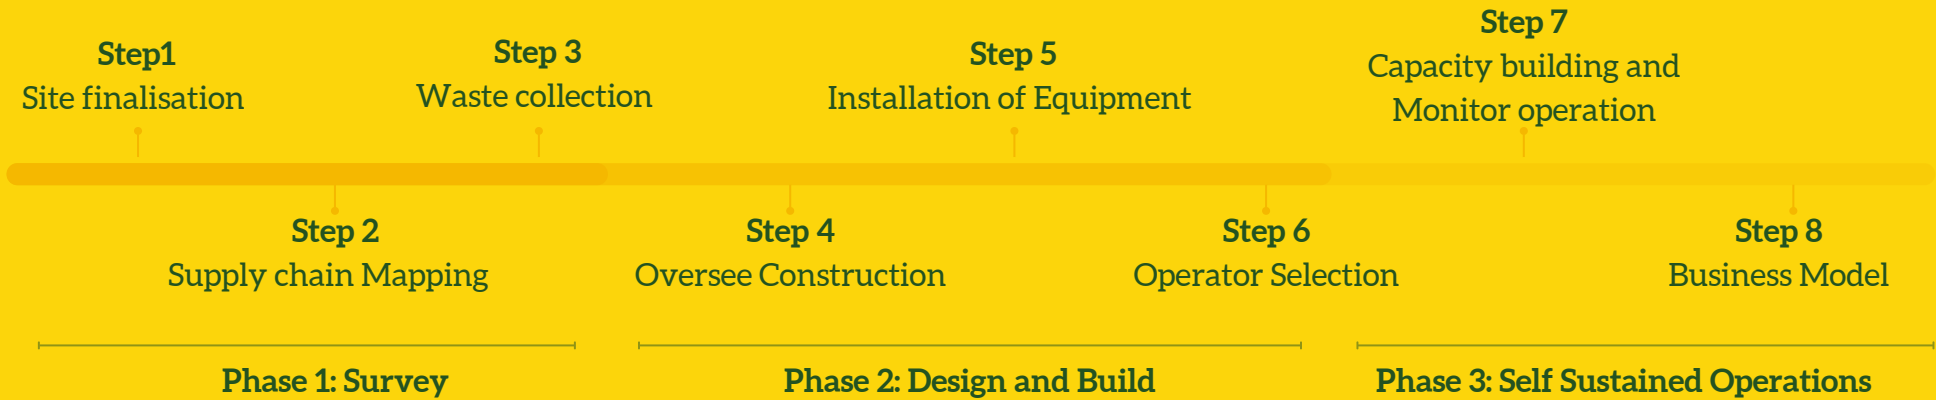 Step1
Site finalisation
Step 2
Supply chain Mapping
Step 3
Waste collection
Step 4
Oversee Construction
Step 5
Installation of Equipment
Step 6
Operator Selection
Step 7
Capacity building and
Monitor operation
Step 8
Business Model
Phase 1: Survey
Phase 2: Design and Build
Phase 3: Self Sustained Operations